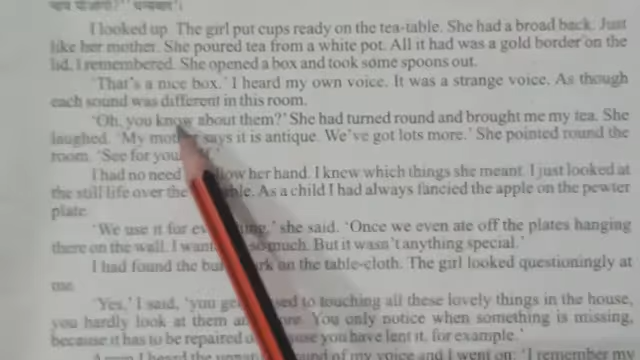 I looked up. The girl put cups ready on the tea-table. She had a broad back. Just
like her mother. She poured tea from a white pot. All it had was a gold border on the
lid, I remembered. She opened a box and took some spoons out.
'That's a nice box.' I heard my own voice. It was a strange voice. As though
each sound was different in this room.
'Oh, you know about them?' She had turned round and brought me my tea. She
laughed. 'My mother says it is antique. We've got lots more.' She pointed round the
room. 'See for
I had no need her hand. I knew which things she meant. I just looked at
the still life over the As a child I had always fancied the apple on the pewter
plate.
'We use it for she said. 'Once we even ate off the plates hanging
there on the wall. I so much. But it wasn't anything special.'
I had found the on the table-cloth. The girl looked questioningly at
me.
'Yes,' I said, 'you to touching all these lovely things in the house,
you hardly look at them You only notice when something is missing,
because it has to be repaired you have lent it, for example.'
Again I heard the of my voice and I went on: 'I remember my